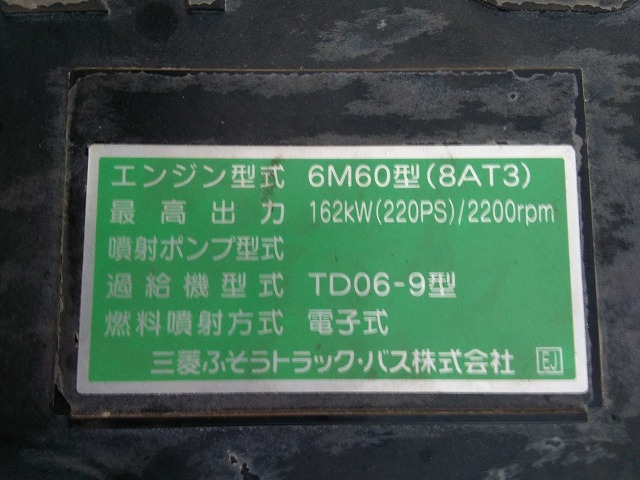 エンジン型式 6M60型(8AT3)
最高出力 162kW(220PS)/2200rpm
噴射ポンプ型式
過給機型式 TD06-9型
燃料噴射方式 電子式
三菱ふそうトラック・バス株式会社 EJ